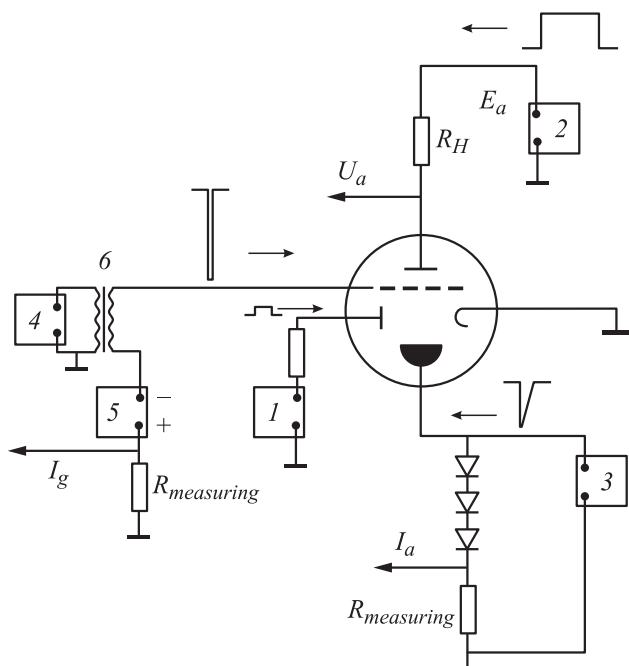 E_a
2
R_H
U_a
6
4
5
−
+
1
I_g
R_measuring
3
I_a
R_measuring